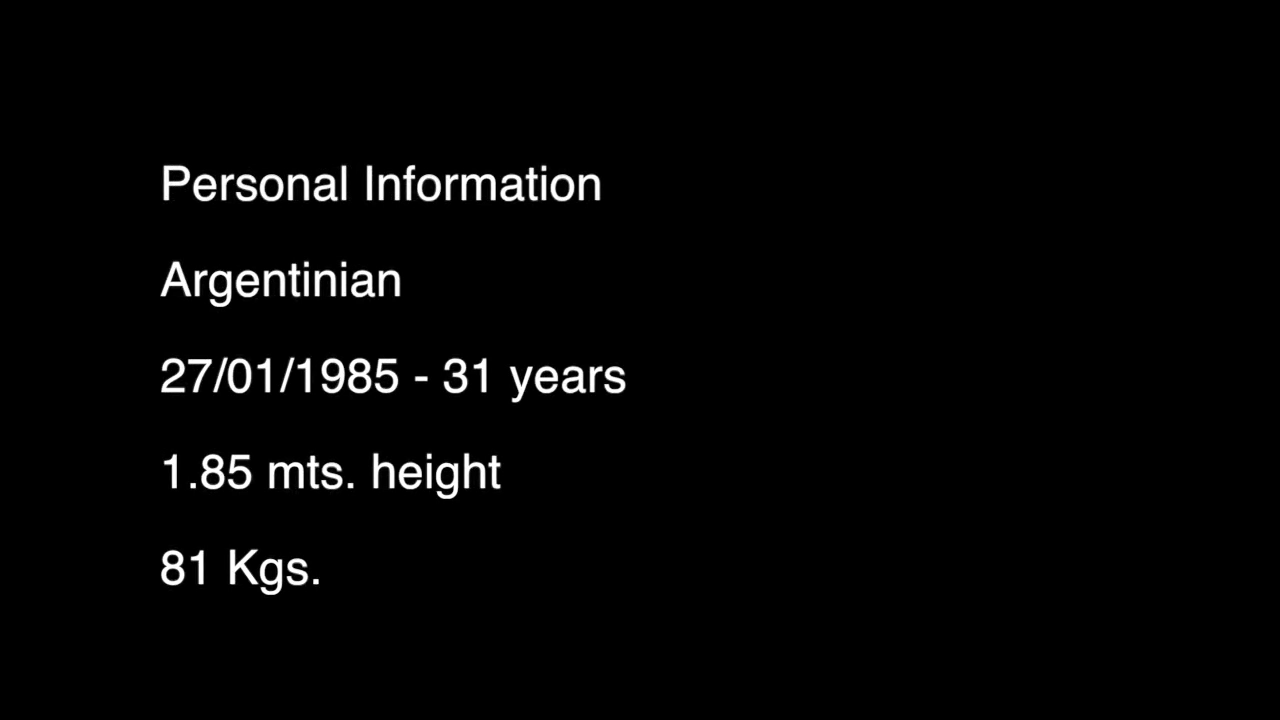 Personal Information
Argentinian
27/01/1985 - 31 years
1.85 mts. height
81 Kgs.